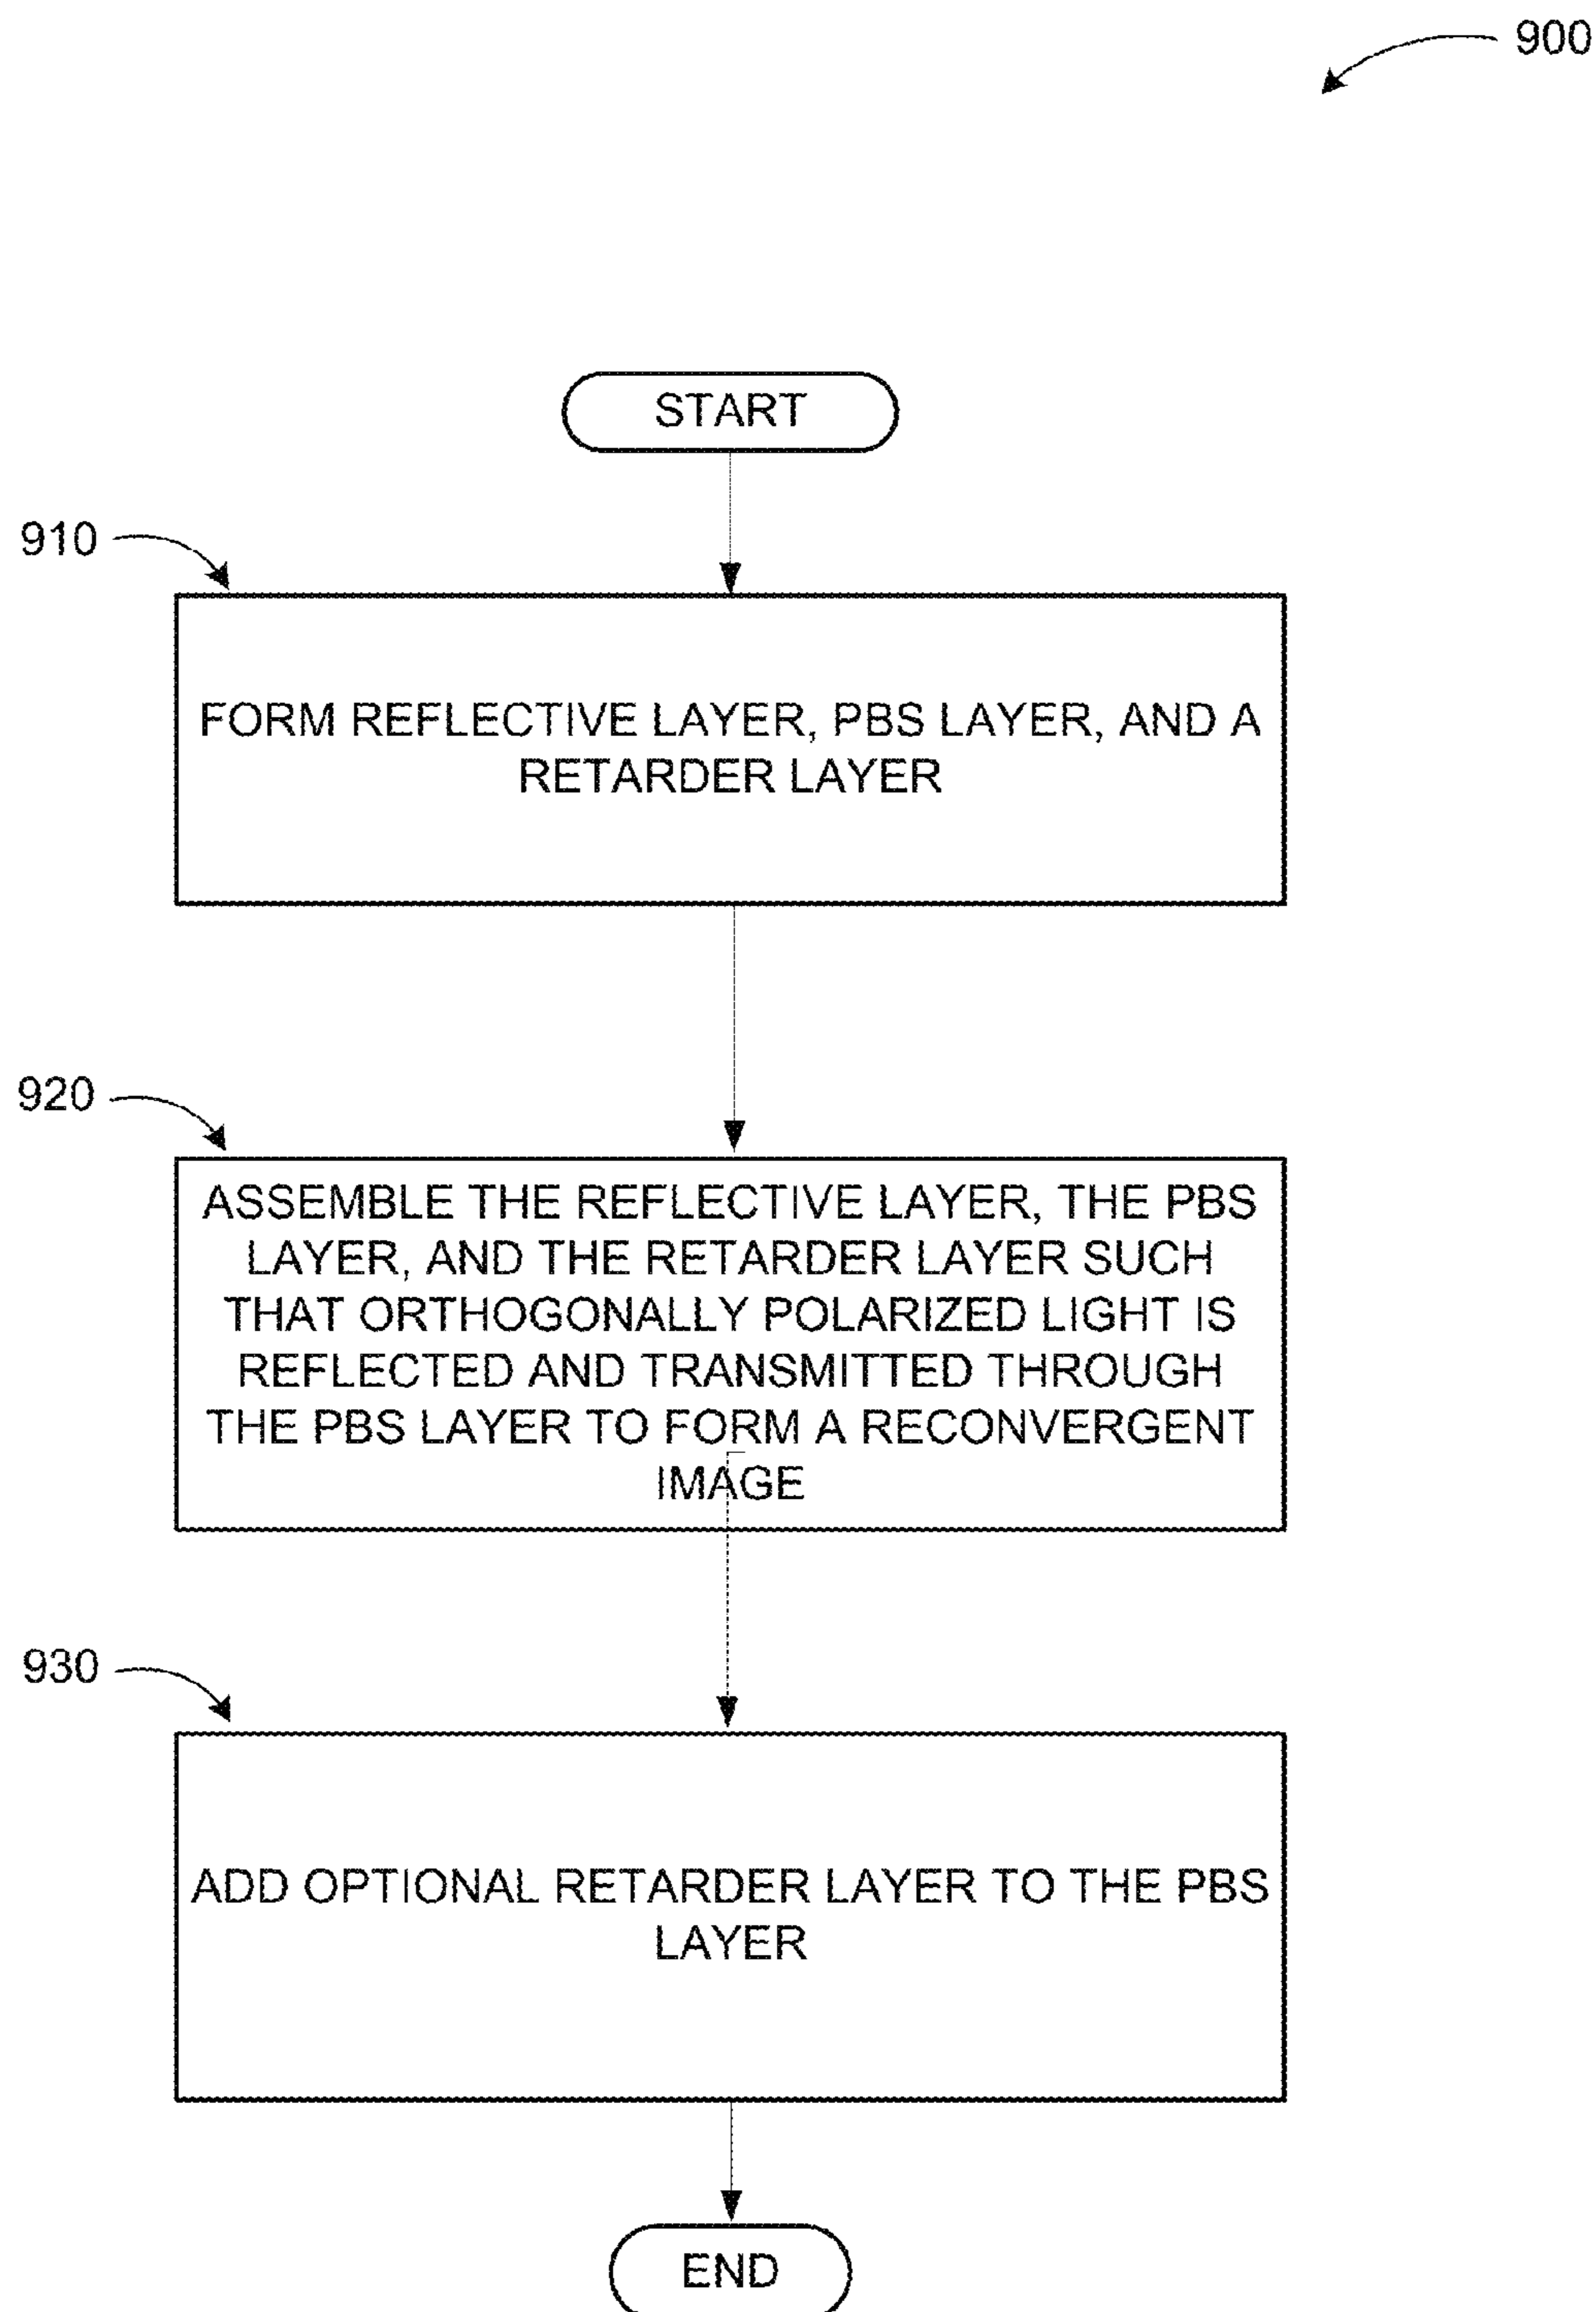 900
START
910
FORM REFLECTIVE LAYER, PBS LAYER, AND A
RETARDER LAYER
920
ASSEMBLE THE REFLECTIVE LAYER, THE PBS
LAYER, AND THE RETARDER LAYER SUCH
THAT ORTHOGONALLY POLARIZED LIGHT IS
REFLECTED AND TRANSMITTED THROUGH
THE PBS LAYER TO FORM A RECONVERGENT
IMAGE
930
ADD OPTIONAL RETARDER LAYER TO THE PBS
LAYER
END